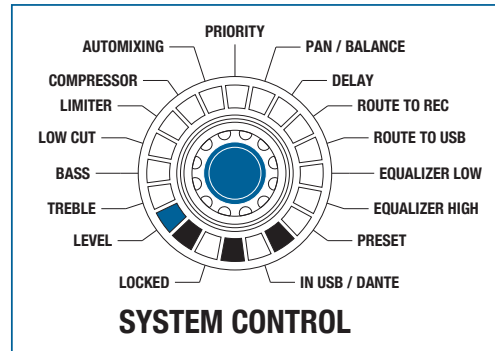 PRIORITY
AUTOMIXING
PAN / BALANCE
COMPRESSOR
DELAY
LIMITER
ROUTE TO REC
LOW CUT
ROUTE TO USB
BASS
EQUALIZER LOW
TREBLE
EQUALIZER HIGH
LEVEL
PRESET
LOCKED
IN USB / DANTE
SYSTEM CONTROL